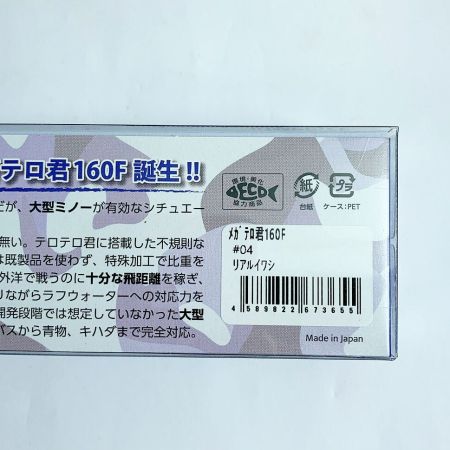 テロ君160F 誕生!!
だが、大型ミノーが有効なシチュエー
無い。テロテロ君に搭載した不規則な
は既製品を使わず、特殊加工で比重を
外洋で戦うのに十分な飛距離を稼ぎ、
りながらラフウォーターへの対応力を
開発段階では想定していなかった大型
バスから青物、キハダまで完全対応。
環境・美化
ECO
協力商品
紙
台紙
プラ
ケース:PET
メガテロ君160F
#04
リアルイワシ
4589822673655
Made in Japan